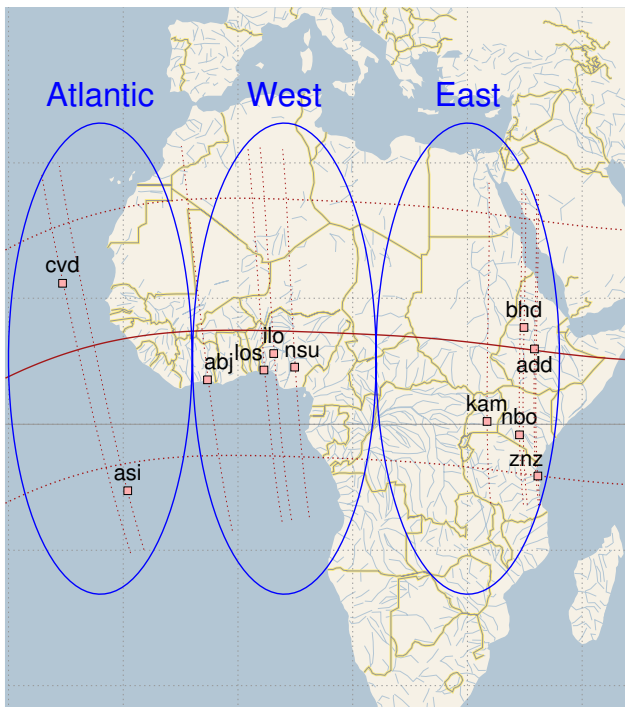 Atlantic West East
cvd
bhd
ilo
los nsu
abj
add
kam
nbo
znz
asi